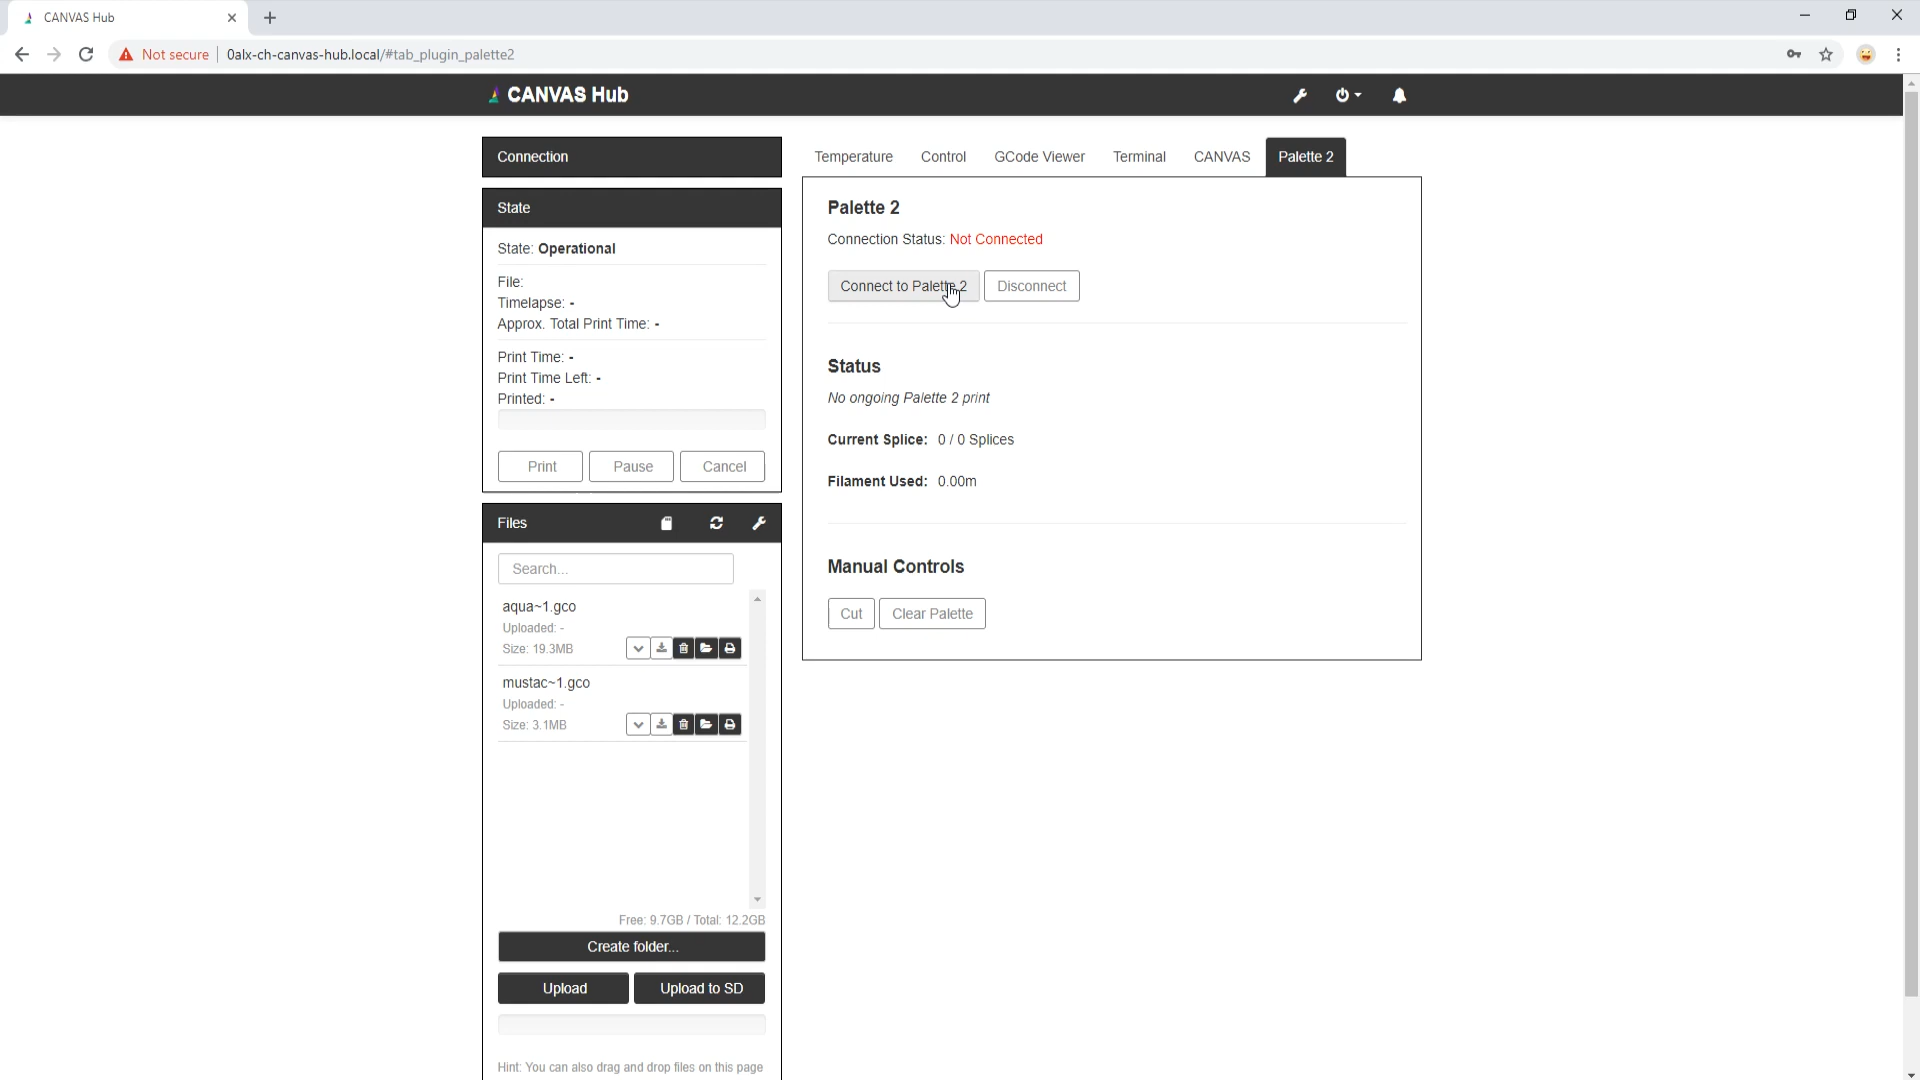 CANVAS Hub
Not secure
0alx-ch-canvas-hub.local/#tab_plugin_palette2
CANVAS Hub
Connection
State
State: Operational
File:
Timelapse: -
Approx. Total Print Time: -
Print Time: -
Print Time Left: -
Printed: -
Print Pause Cancel
Files
Search...
aqua~1.gco
Uploaded: -
Size: 19.3MB
mustac~1.gco
Uploaded: -
Size: 3.1MB
Free: 9.7GB / Total: 12.2GB
Create folder...
Upload Upload to SD
Hint: You can also drag and drop files on this page
Temperature Control GCode Viewer Terminal CANVAS Palette 2
Palette 2
Connection Status: Not Connected
Connect to Palette 2 Disconnect
Status
No ongoing Palette 2 print
Current Splice: 0 / 0 Splices
Filament Used: 0.00m
Manual Controls
Cut Clear Palette